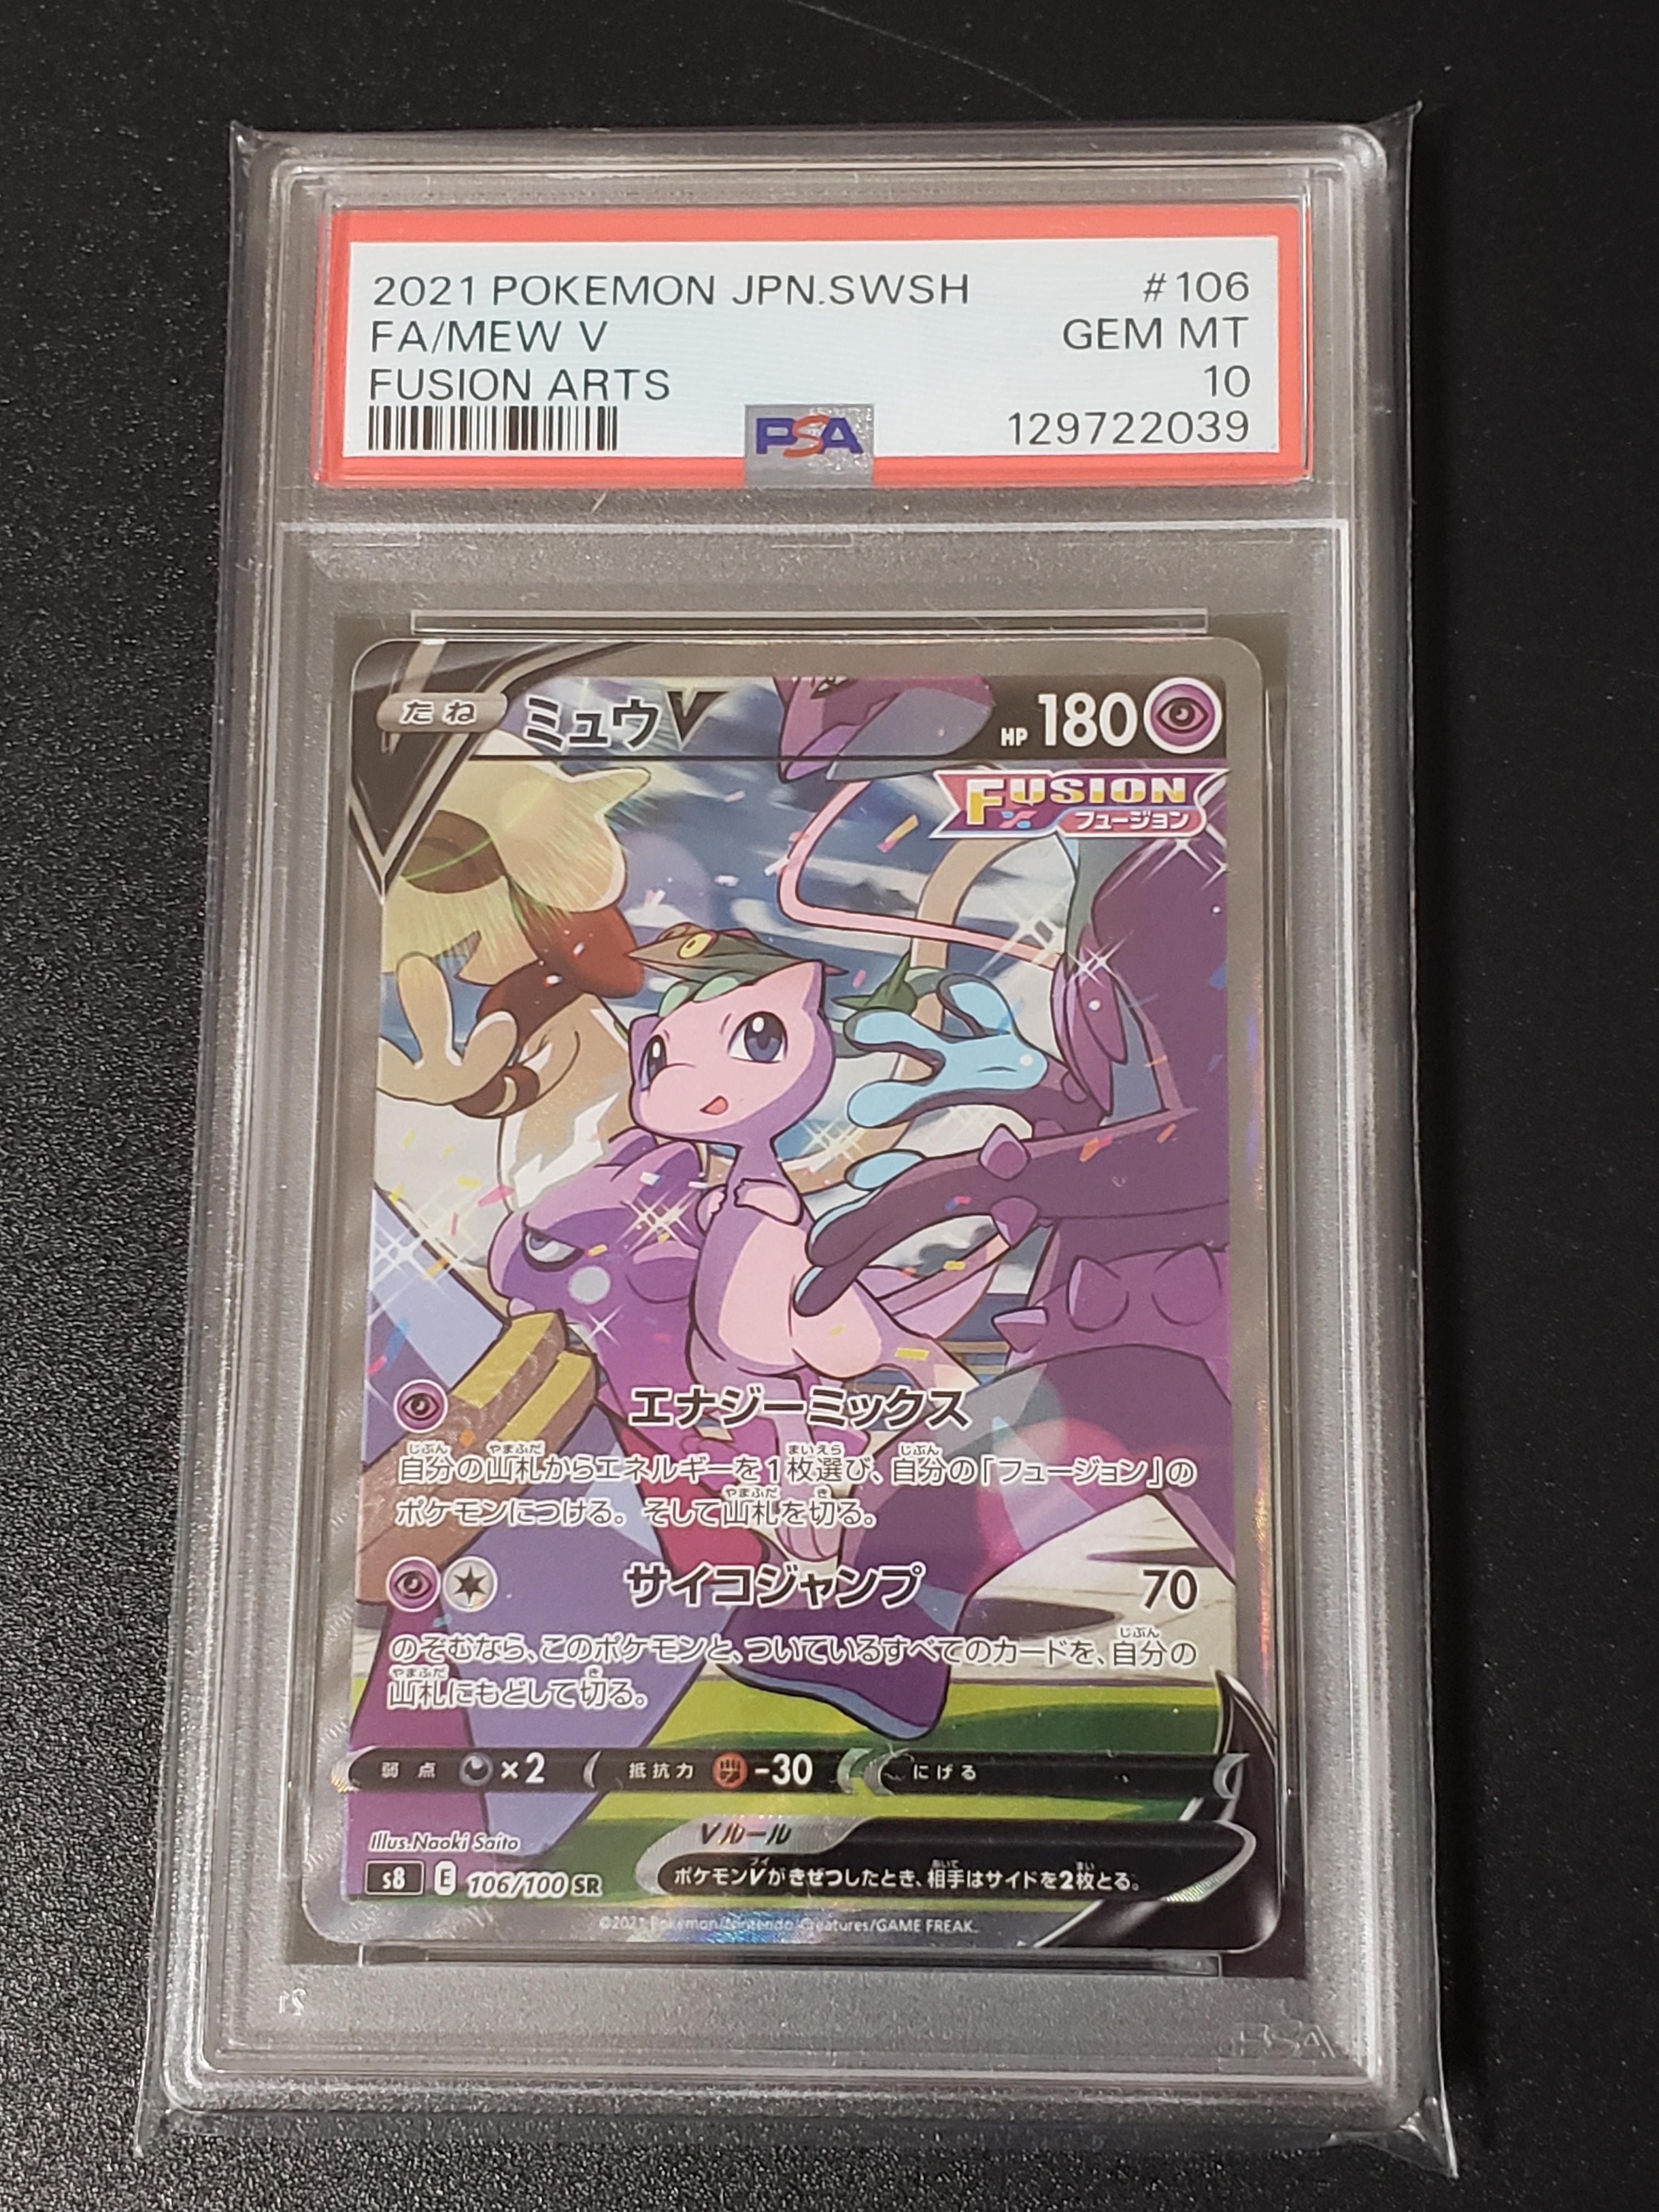 2021 POKEMON JPN.SWSH #106
FA/MEW V GEM MT
FUSION ARTS 10
PSA 129722039
たね ミュウV HP 180
FUSION
フュージョン
エナジーミックス
自分の山札からエネルギーを1枚選び、自分の「フュージョン」の
ポケモンにつける。そして山札を切る。
サイコジャンプ 70
のぞむなら、このポケモンと、ついているすべてのカードを、自分の
山札にもどして切る。
弱点 ×2 抵抗力 -30 にげる
Illus.Naoki Saito
Vルール
s8 E 106/100 SR
ポケモンVがきぜつしたとき、相手はサイドを2枚とる。
©2021 Pokémon/Nintendo/Creatures/GAME FREAK.
PSA